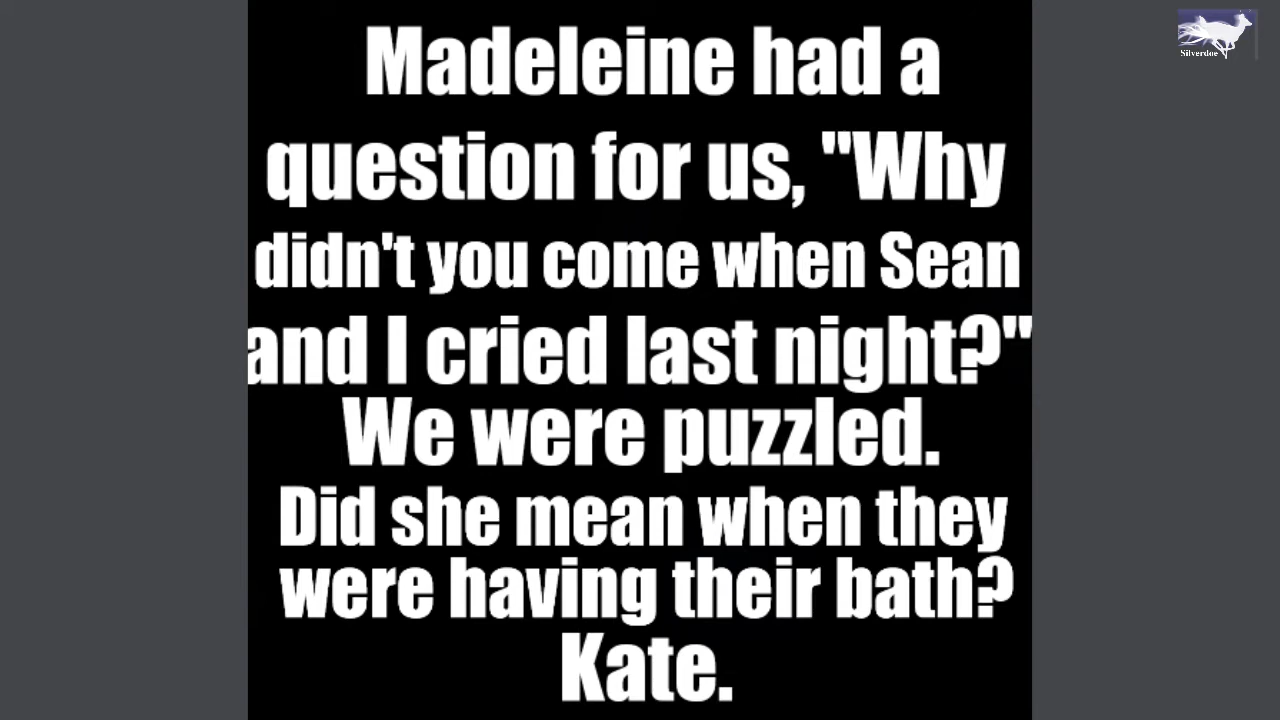 Silverdoe
Madeleine had a
question for us, "Why
didn't you come when Sean
and I cried last night?"
We were puzzled.
Did she mean when they
were having their bath?
Kate.